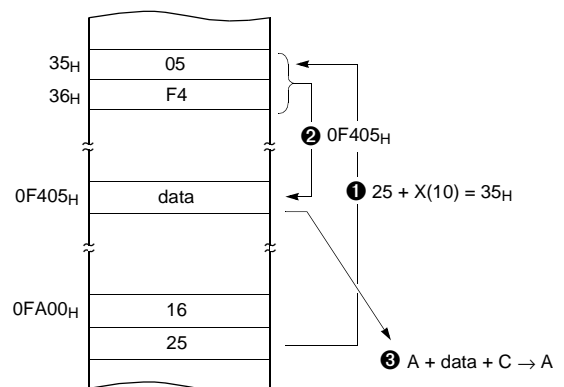 35H 05
36H F4
❷ 0F405H
0F405H data
❶ 25 + X(10) = 35H
0FA00H 16
25
❸ A + data + C → A